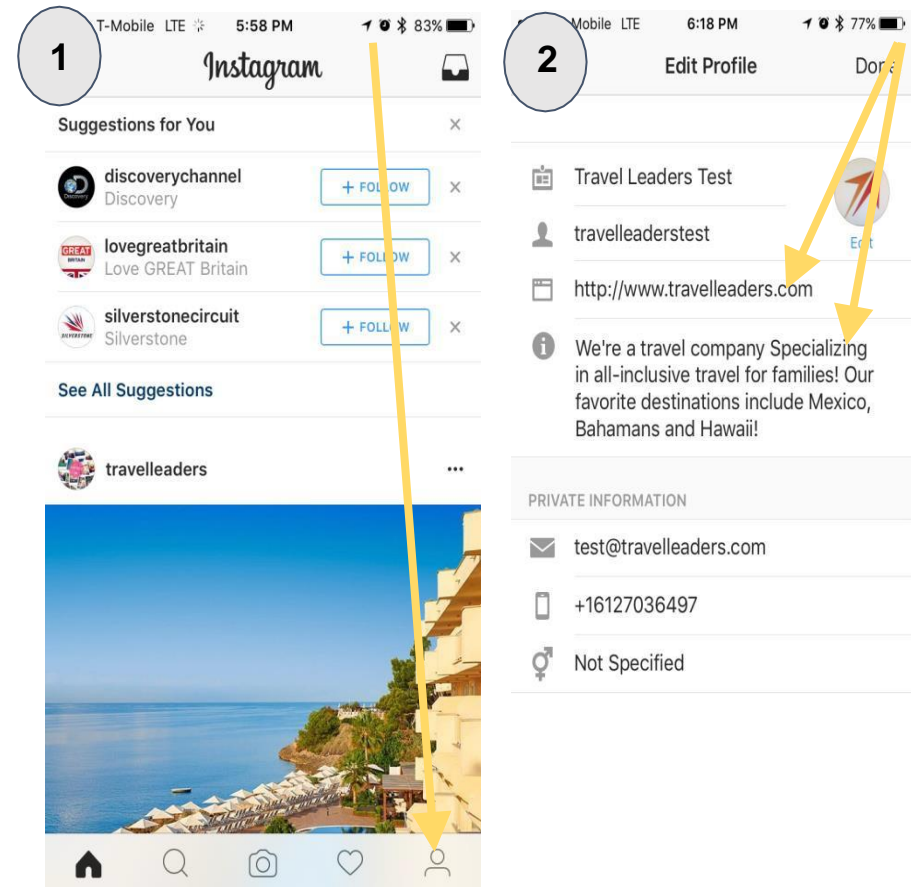 1
T-Mobile LTE 5:58 PM 83%
Instagram
Suggestions for You
discoverychannel
Discovery
+ FOLLOW
lovegreatbritain
Love GREAT Britain
+ FOLLOW
silverstonecircuit
Silverstone
+ FOLLOW
See All Suggestions
travelleaders
2
Mobile LTE 6:18 PM 77%
Edit Profile Done
Travel Leaders Test
travelleaderstest
Edit
http://www.travelleaders.com
We're a travel company Specializing
in all-inclusive travel for families! Our
favorite destinations include Mexico,
Bahamans and Hawaii!
PRIVATE INFORMATION
test@travelleaders.com
+16127036497
Not Specified